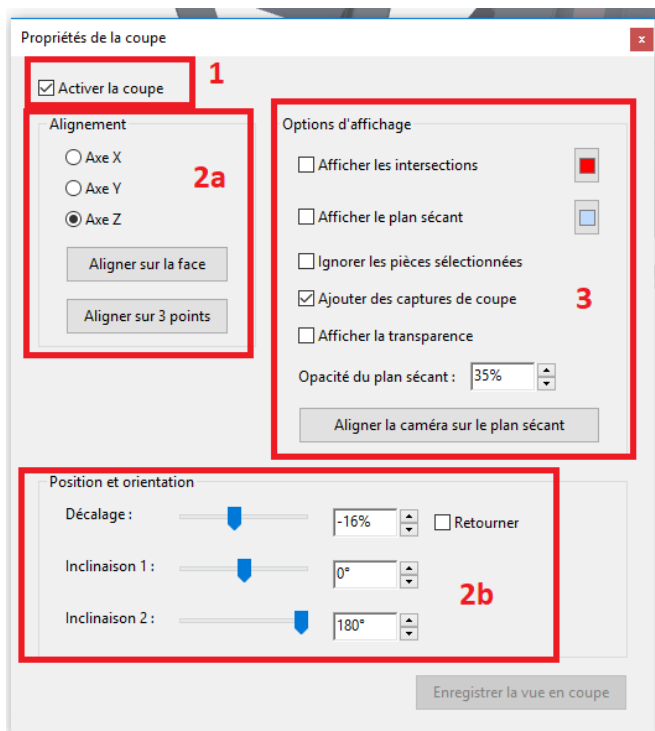 Propriétés de la coupe
x
Activer la coupe
1
Alignement
Axe X
Axe Y
Axe Z
2a
Aligner sur la face
Aligner sur 3 points
Options d'affichage
Afficher les intersections
Afficher le plan sécant
Ignorer les pièces sélectionnées
Ajouter des captures de coupe
3
Afficher la transparence
Opacité du plan sécant : 35%
Aligner la caméra sur le plan sécant
Position et orientation
Décalage : -16% Retourner
Inclinaison 1 : 0°
2b
Inclinaison 2 : 180°
Enregistrer la vue en coupe